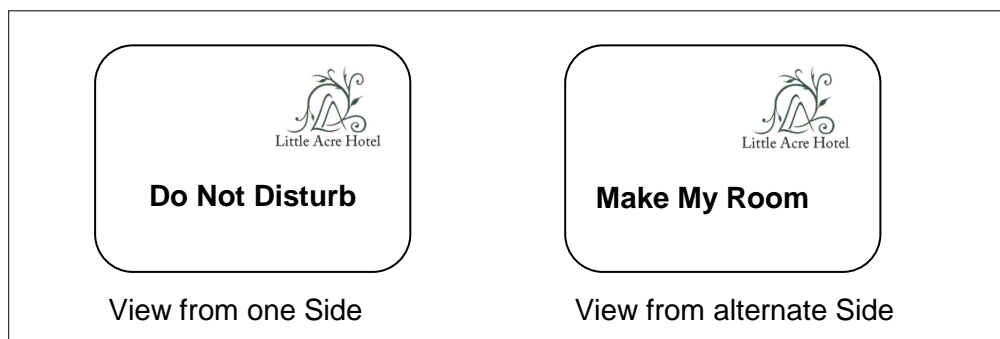 Little Acre Hotel
Do Not Disturb
View from one Side
Little Acre Hotel
Make My Room
View from alternate Side